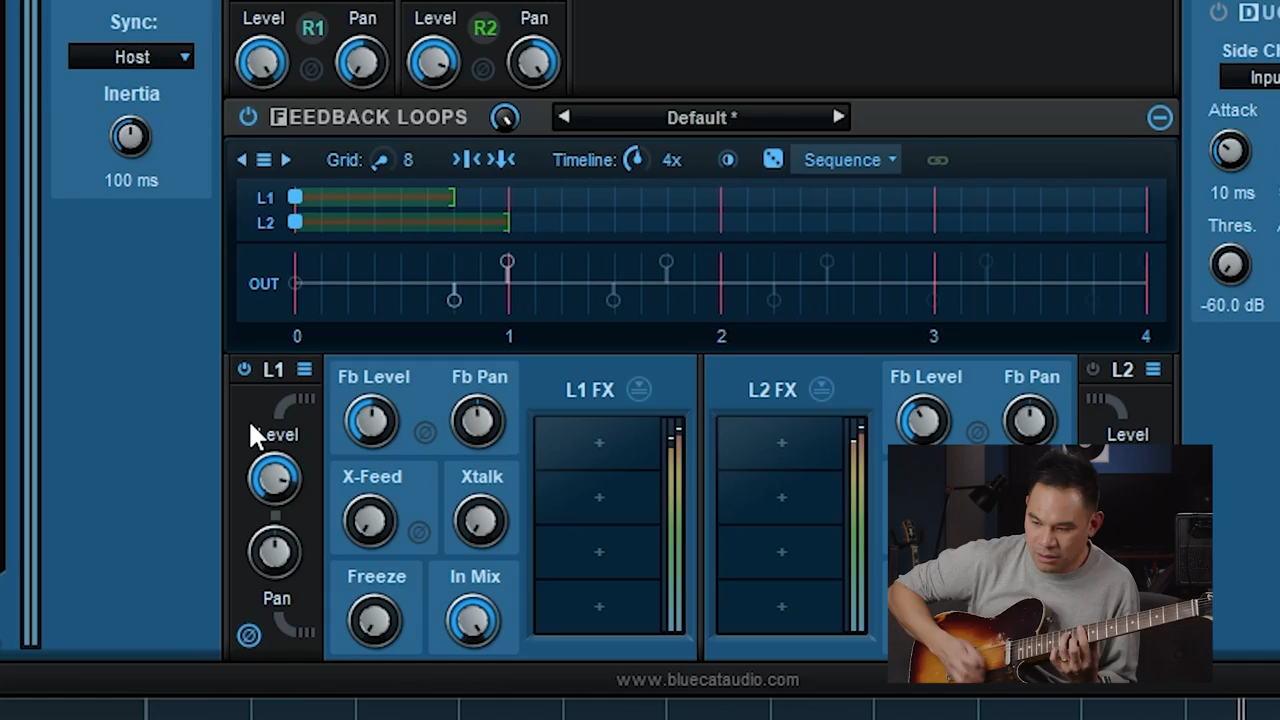 Sync:
Host
Inertia
100 ms
Level R1 Pan
Level R2 Pan
FEEDBACK LOOPS
Default *
Grid: 8
Timeline: 4x
Sequence
L1
L2
OUT
0 1 2 3 4
L1
Level
Pan
Fb Level Fb Pan
X-Feed Xtalk
Freeze In Mix
L1 FX
+
+
+
+
L2 FX
+
+
+
+
Fb Level Fb Pan
L2
Level
Side
Attack
10 ms
Thres.
-60.0 dB
www.bluecataudio.com